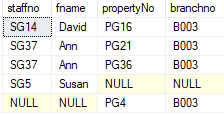 staffno fname propertyNo branchno
SG14 David PG16 B003
SG37 Ann PG21 B003
SG37 Ann PG36 B003
SG5 Susan NULL NULL
NULL NULL PG4 B003